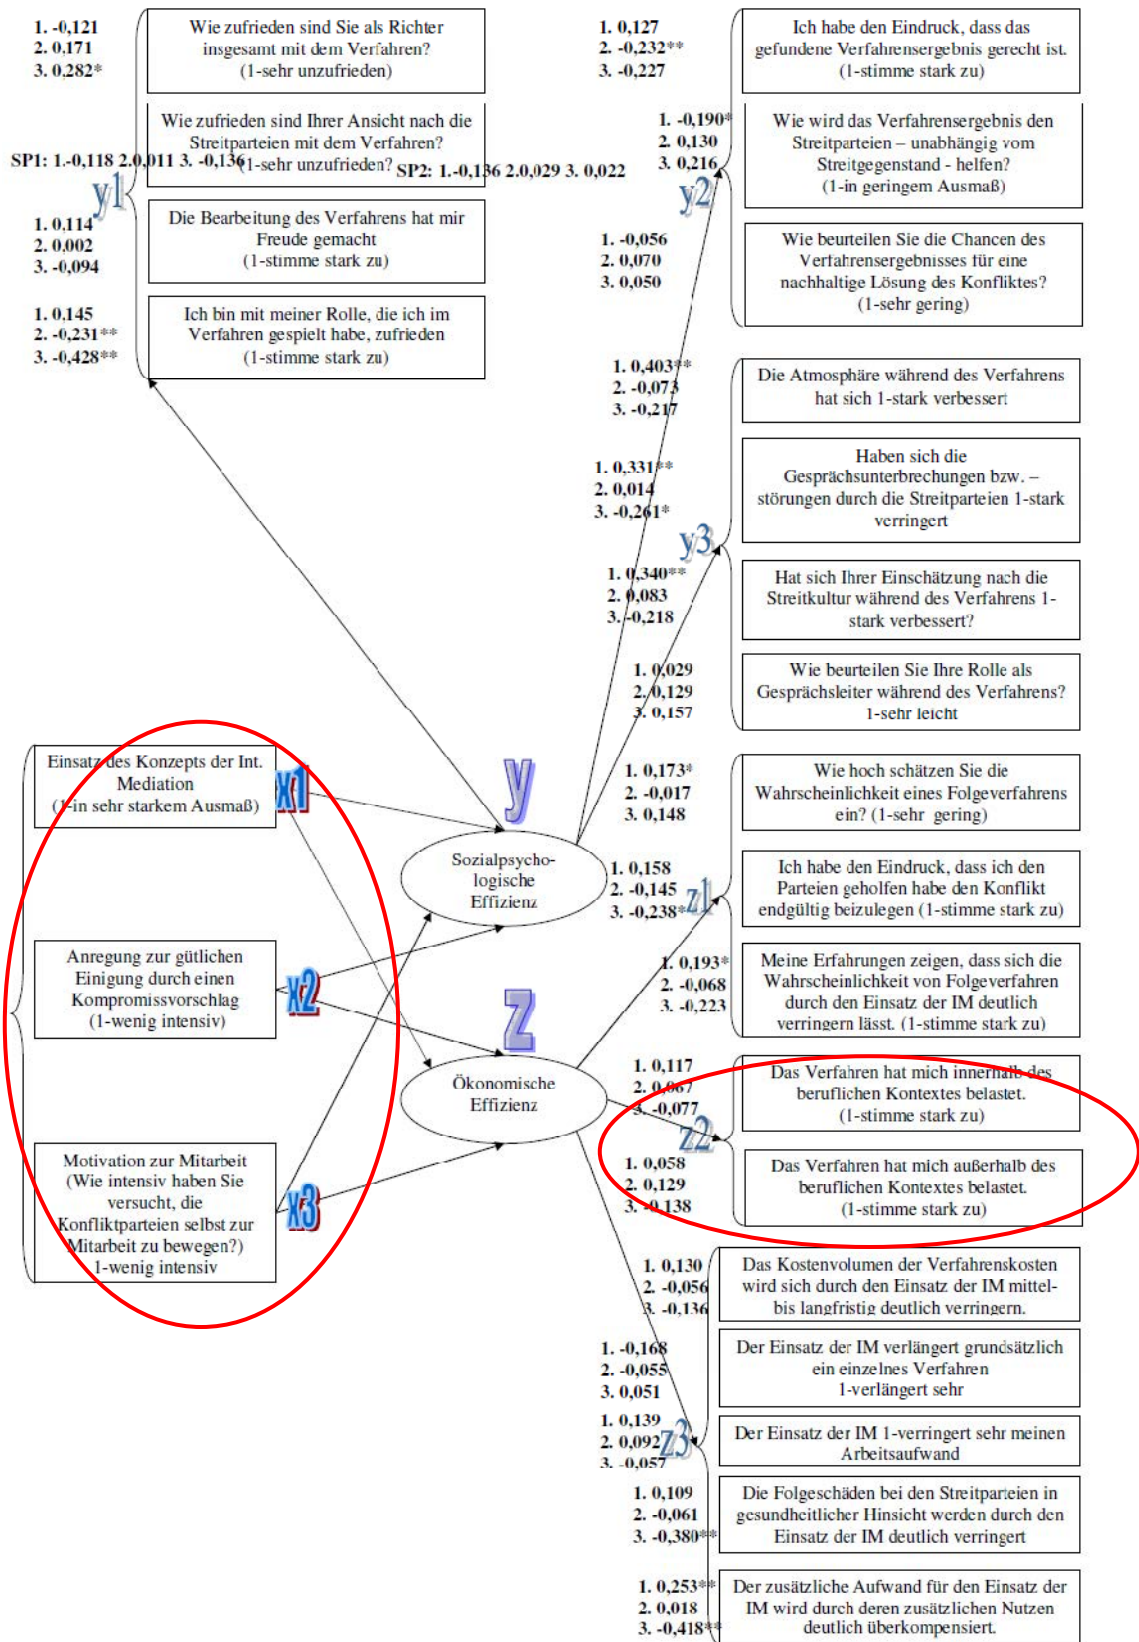 1. -0,121
2. 0,171
3. 0,282*
Wie zufrieden sind Sie als Richter
insgesamt mit dem Verfahren?
(1-sehr unzufrieden)
Wie zufrieden sind Ihrer Ansicht nach die
Streitparteien mit dem Verfahren?
(1-sehr unzufrieden?
SP1: 1.-0,118 2.0,011 3. -0,136
SP2: 1.-0,136 2.0,029 3. 0,022
y1
1. 0,114
2. 0,002
3. -0,094
Die Bearbeitung des Verfahrens hat mir
Freude gemacht
(1-stimme stark zu)
1. 0,145
2. -0,231**
3. -0,428**
Ich bin mit meiner Rolle, die ich im
Verfahren gespielt habe, zufrieden
(1-stimme stark zu)
1. 0,127
2. -0,232**
3. -0,227
Ich habe den Eindruck, dass das
gefundene Verfahrensergebnis gerecht ist.
(1-stimme stark zu)
1. -0,190*
2. 0,130
3. 0,216
y2
Wie wird das Verfahrensergebnis den
Streitparteien – unabhängig vom
Streitgegenstand - helfen?
(1-in geringem Ausmaß)
1. -0,056
2. 0,070
3. 0,050
Wie beurteilen Sie die Chancen des
Verfahrensergebnisses für eine
nachhaltige Lösung des Konfliktes?
(1-sehr gering)
1. 0,403**
2. -0,073
3. -0,217
Die Atmosphäre während des Verfahrens
hat sich 1-stark verbessert
1. 0,331**
2. 0,014
3. -0,261*
y3
Haben sich die
Gesprächsunterbrechungen bzw. –
störungen durch die Streitparteien 1-stark
verringert
1. 0,340**
2. 0,083
3. -0,218
Hat sich Ihrer Einschätzung nach die
Streitkultur während des Verfahrens 1-
stark verbessert?
1. 0,029
2. 0,129
3. 0,157
Wie beurteilen Sie Ihre Rolle als
Gesprächsleiter während des Verfahrens?
1-sehr leicht
Einsatz des Konzepts der Int.
Mediation
(1-in sehr starkem Ausmaß)
x1
Anregung zur gütlichen
Einigung durch einen
Kompromissvorschlag
(1-wenig intensiv)
x2
Motivation zur Mitarbeit
(Wie intensiv haben Sie
versucht, die
Konfliktparteien selbst zur
Mitarbeit zu bewegen?)
1-wenig intensiv
x3
y
Sozialpsycho-
logische
Effizienz
z
Ökonomische
Effizienz
1. 0,173*
2. -0,017
3. 0,148
Wie hoch schätzen Sie die
Wahrscheinlichkeit eines Folgeverfahrens
ein? (1-sehr gering)
1. 0,158
2. -0,145
3. -0,238*
z1
Ich habe den Eindruck, dass ich den
Parteien geholfen habe den Konflikt
endgültig beizulegen (1-stimme stark zu)
1. 0,193*
2. -0,068
3. -0,223
Meine Erfahrungen zeigen, dass sich die
Wahrscheinlichkeit von Folgeverfahren
durch den Einsatz der IM deutlich
verringern lässt. (1-stimme stark zu)
1. 0,117
2. 0,067
3. -0,077
z2
Das Verfahren hat mich innerhalb des
beruflichen Kontextes belastet.
(1-stimme stark zu)
1. 0,058
2. 0,129
3. -0,138
Das Verfahren hat mich außerhalb des
beruflichen Kontextes belastet.
(1-stimme stark zu)
1. 0,130
2. -0,056
3. -0,136
Das Kostenvolumen der Verfahrenskosten
wird sich durch den Einsatz der IM mittel-
bis langfristig deutlich verringern.
1. -0,168
2. -0,055
3. 0,051
Der Einsatz der IM verlängert grundsätzlich
ein einzelnes Verfahren
1-verlängert sehr
1. 0,139
2. 0,092
3. -0,057
z3
Der Einsatz der IM 1-verringert sehr meinen
Arbeitsaufwand
1. 0,109
2. -0,061
3. -0,380**
Die Folgeschäden bei den Streitparteien in
gesundheitlicher Hinsicht werden durch den
Einsatz der IM deutlich verringert
1. 0,253**
2. 0,018
3. -0,418**
Der zusätzliche Aufwand für den Einsatz der
IM wird durch deren zusätzlichen Nutzen
deutlich überkompensiert.